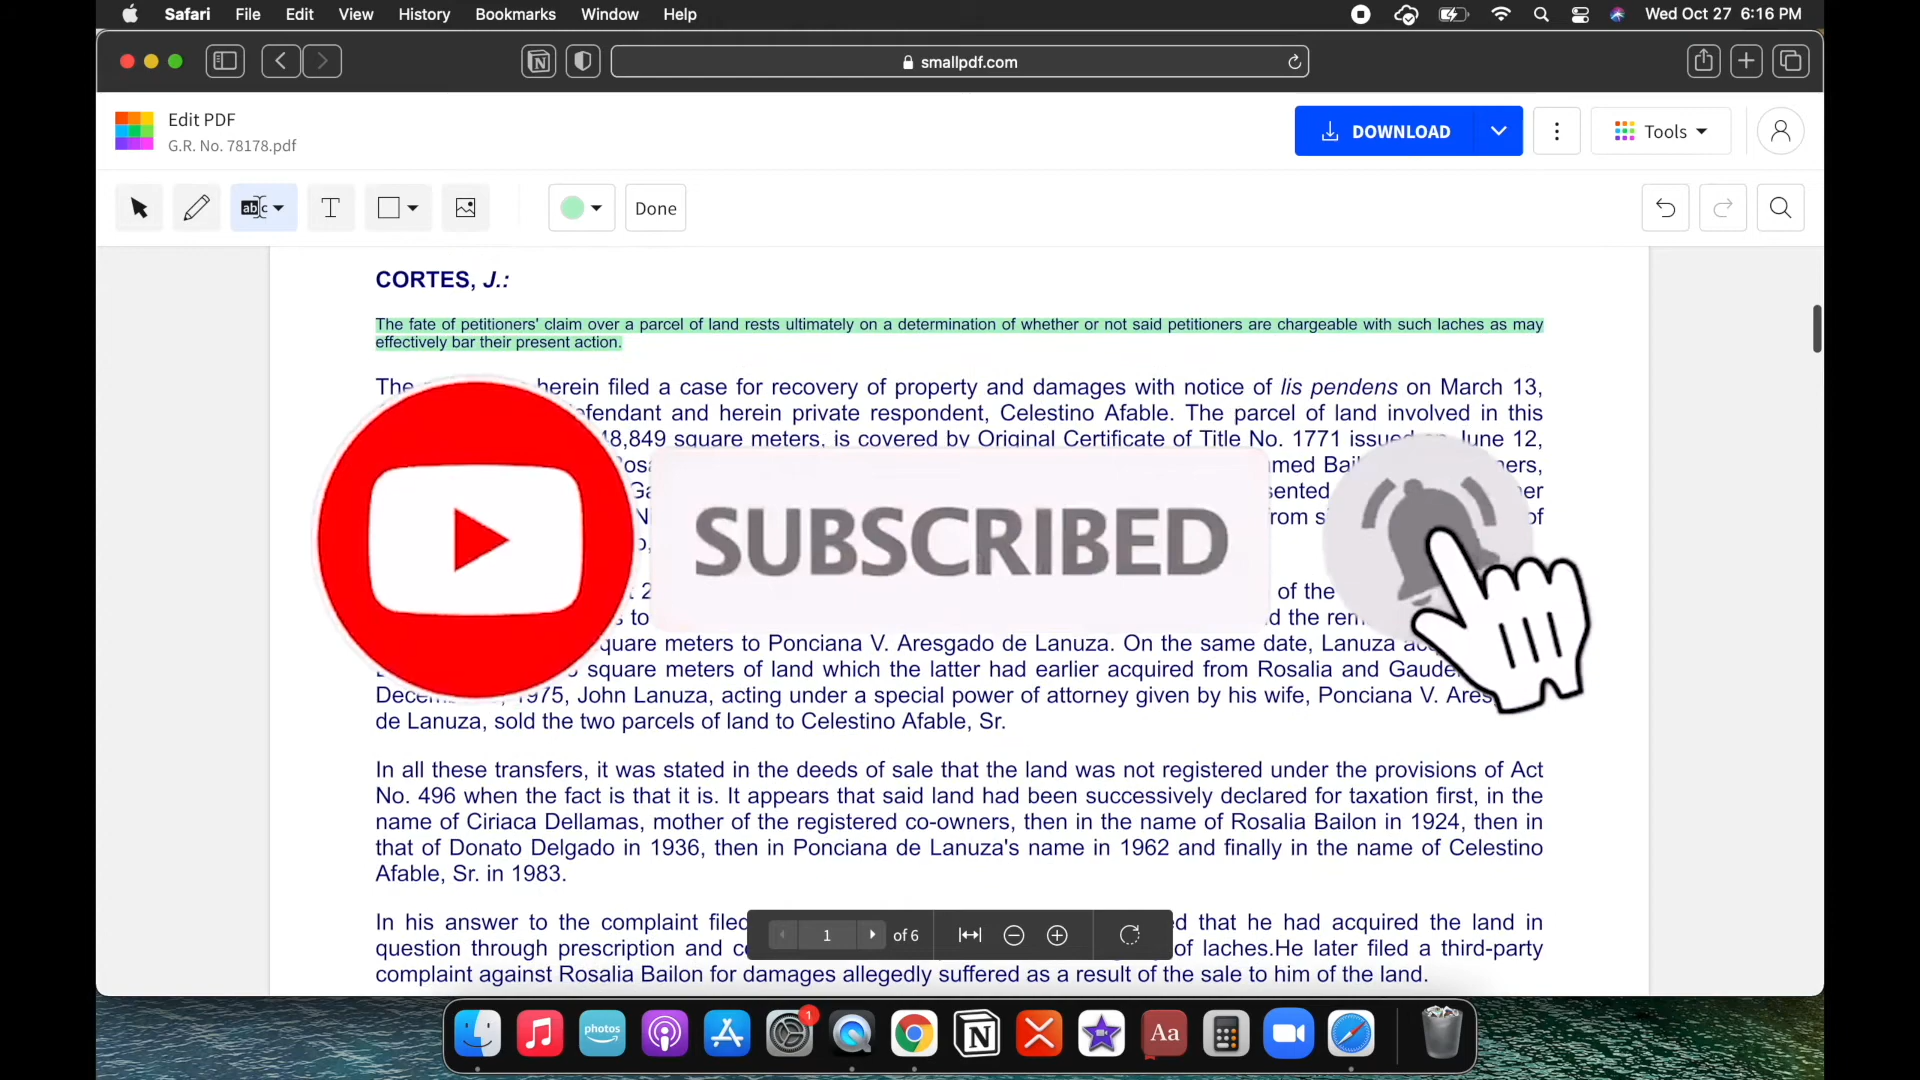 Safari File Edit View History Bookmarks Window Help Wed Oct 27 6:16 PM
smallpdf.com
Edit PDF
G.R. No. 78178.pdf
DOWNLOAD
Tools
abc T Done
CORTES, J.:
The fate of petitioners' claim over a parcel of land rests ultimately on a determination of whether or not said petitioners are chargeable with such laches as may
effectively bar their present action.
The herein filed a case for recovery of property and damages with notice of lis pendens on March 13,
and herein private respondent, Celestino Afable. The parcel of land involved in this
square meters, is covered by Original Certificate of Title No. 1771 June 12,
from of
SUBSCRIBED
of the
to the
square meters to Ponciana V. Aresgado de Lanuza. On the same date, Lanuza
square meters of land which the latter had earlier acquired from Rosalia and
1975, John Lanuza, acting under a special power of attorney given by his wife, Ponciana V.
de Lanuza, sold the two parcels of land to Celestino Afable, Sr.
In all these transfers, it was stated in the deeds of sale that the land was not registered under the provisions of Act
No. 496 when the fact is that it is. It appears that said land had been successively declared for taxation first, in the
name of Ciriaca Dellamas, mother of the registered co-owners, then in the name of Rosalia Bailon in 1924, then in
that of Donato Delgado in 1936, then in Ponciana de Lanuza's name in 1962 and finally in the name of Celestino
Afable, Sr. in 1983.
In his answer to the complaint filed that he had acquired the land in
question through prescription and of laches.He later filed a third-party
complaint against Rosalia Bailon for damages allegedly suffered as a result of the sale to him of the land.
1 of 6
photos
1
Aa